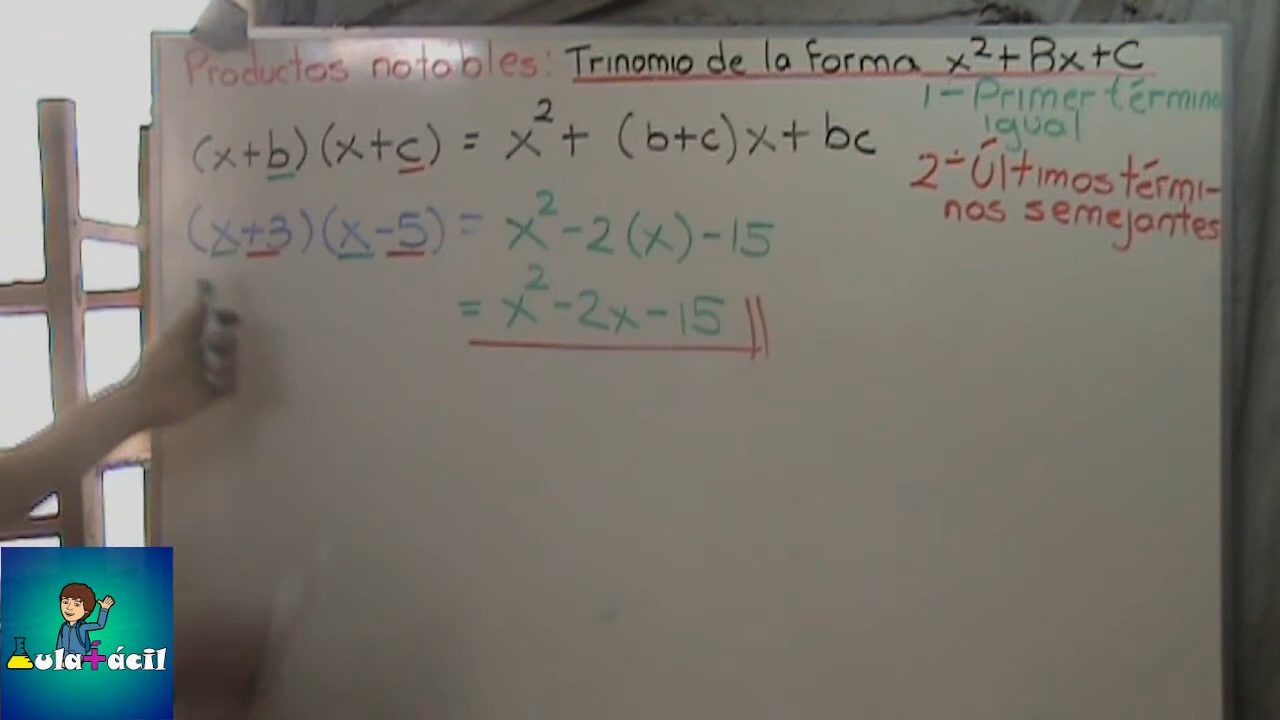 Productos notables: Trinomio de la forma x²+Bx+C
1- Primer término
igual
(x+b)(x+c) = x² + (b+c)x + bc
2- Últimos térmi-
nos semejantes
(x+3)(x-5) = x² - 2(x) - 15
= x² - 2x - 15
Aula+ácil